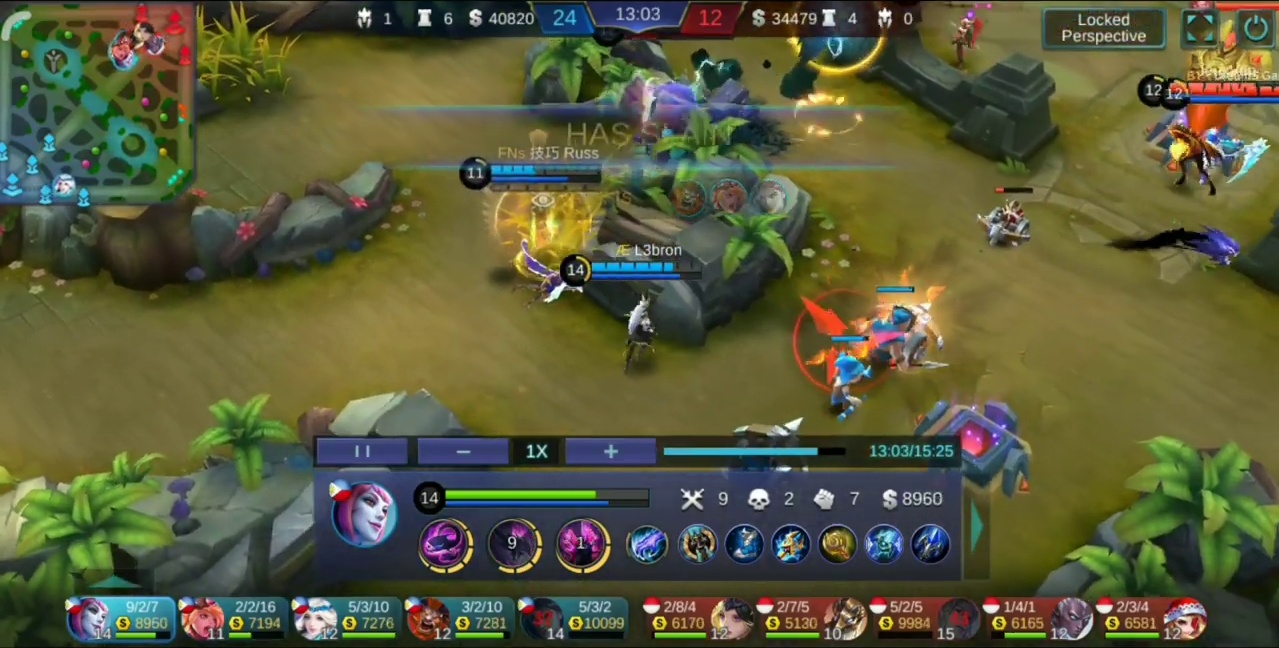 1 6 $ 40820 24 13:03 12 $ 34479 4 0
Locked
Perspective
12 12
HAS SLAIN
FNs 技巧 Russ
11
Æ L3bron
14
1X 13:03/15:25
14 9 2 7 $ 8960
9 1
9/2/7 2/2/16 5/3/10 3/2/10 5/3/2 2/8/4 2/7/5 5/2/5 1/4/1 2/3/4
8960 7194 7276 7281 10099 6170 5130 9984 6165 6581
14 11 12 12 14 12 10 15 12 12